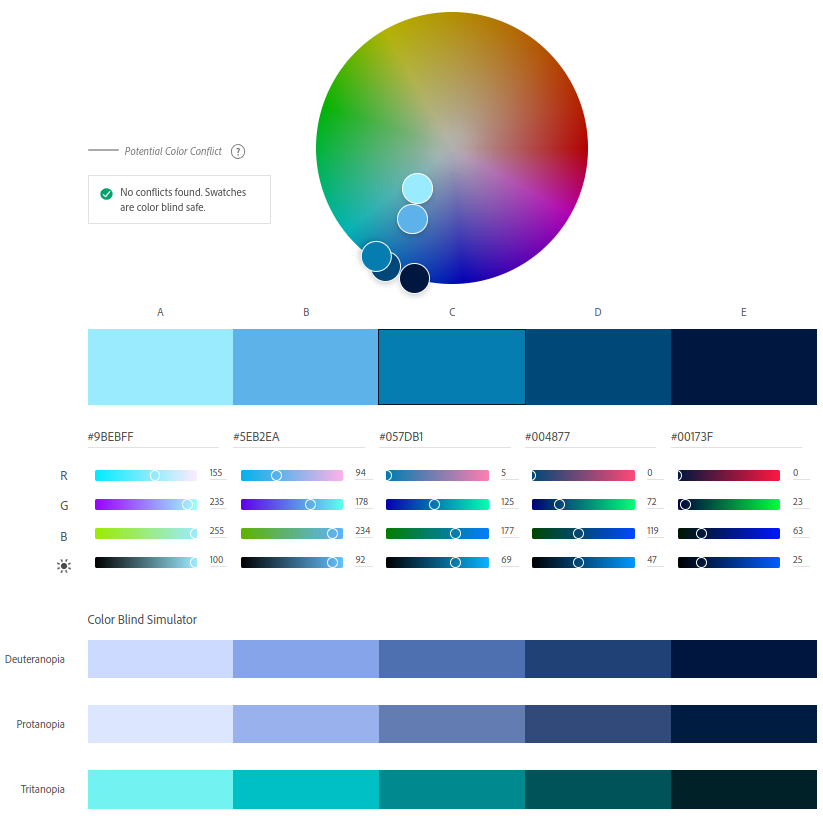 Potential Color Conflict ?
No conflicts found. Swatches
are color blind safe.
A B C D E
#9BEBFF #5EB2EA #057DB1 #004877 #00173F
R 155 94 5 0 0
G 235 178 125 72 23
B 255 234 177 119 63
100 92 69 47 25
Color Blind Simulator
Deuteranopia
Protanopia
Tritanopia